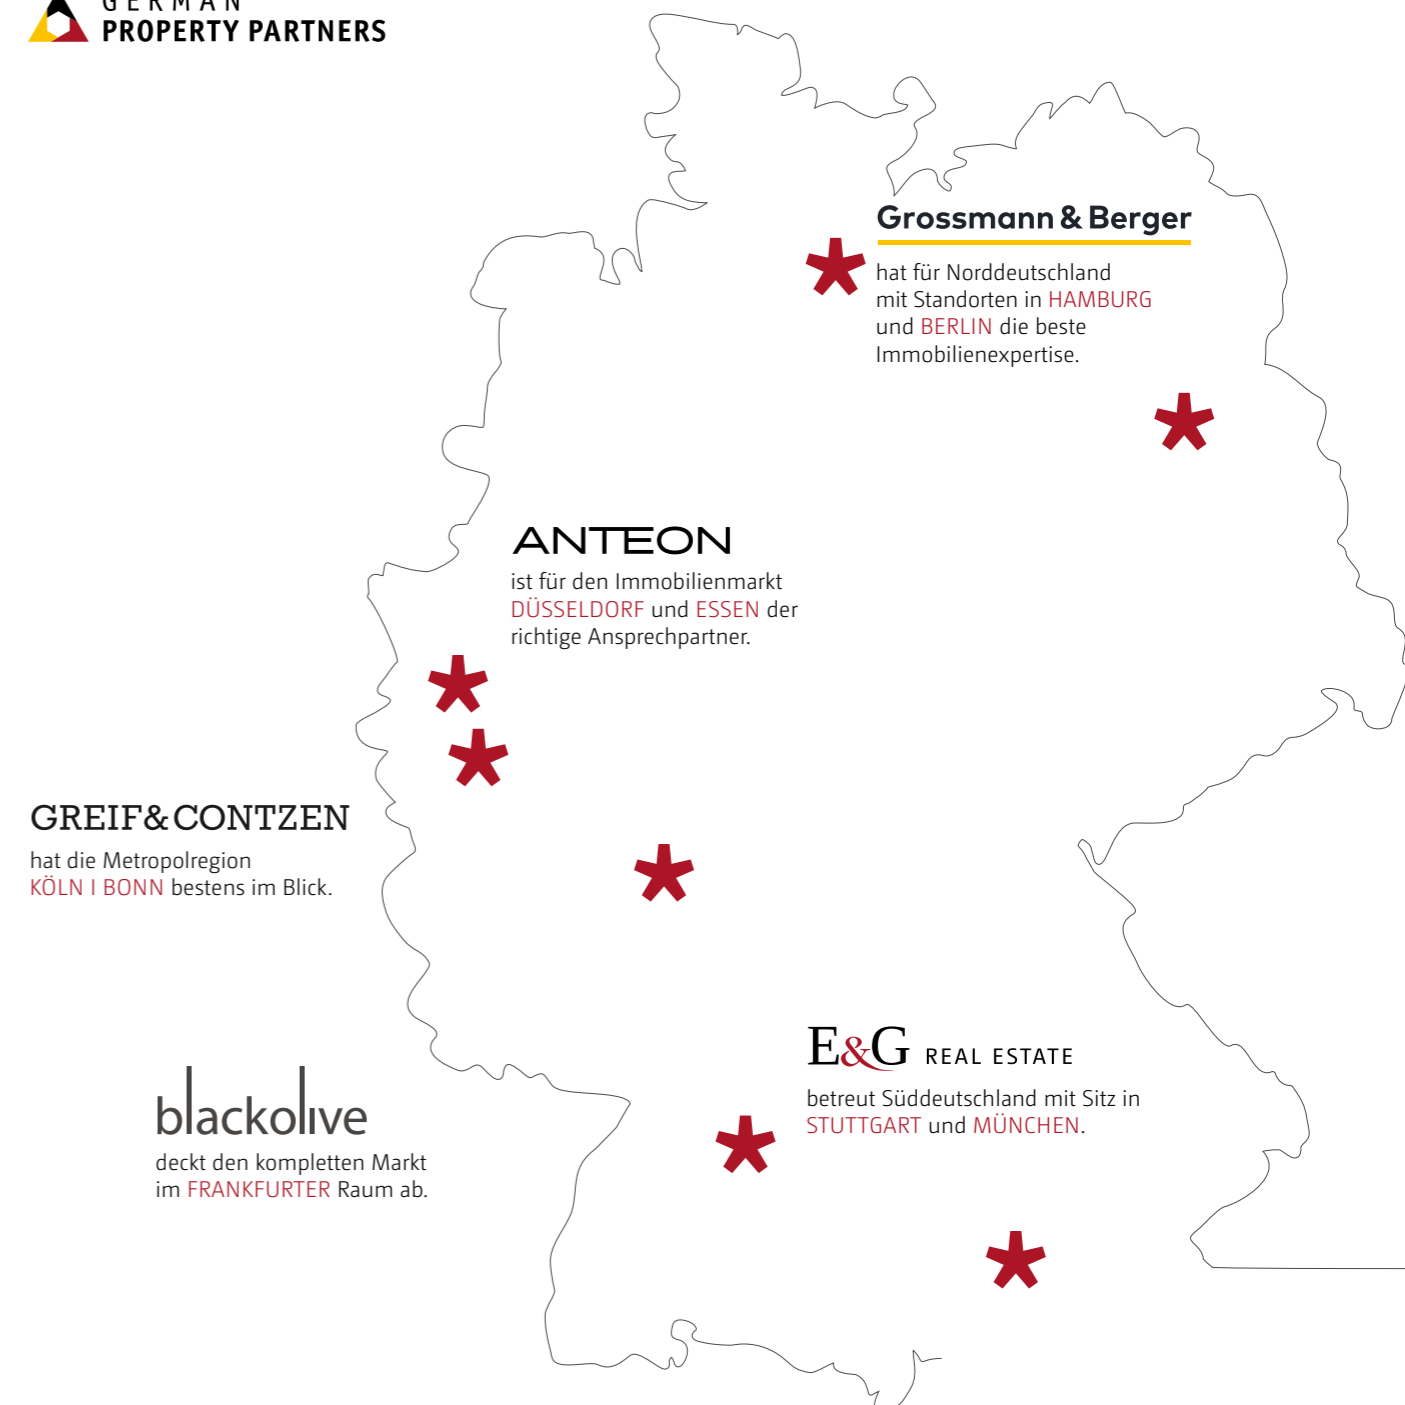 GERMAN
PROPERTY PARTNERS
Grossmann & Berger
hat für Norddeutschland
mit Standorten in HAMBURG
und BERLIN die beste
Immobilienexpertise.
ANTEON
ist für den Immobilienmarkt
DÜSSELDORF und ESSEN der
richtige Ansprechpartner.
GREIF & CONTZEN
hat die Metropolregion
KÖLN I BONN bestens im Blick.
E&G REAL ESTATE
betreut Süddeutschland mit Sitz in
STUTTGART und MÜNCHEN.
blackolive
deckt den kompletten Markt
im FRANKFURTER Raum ab.